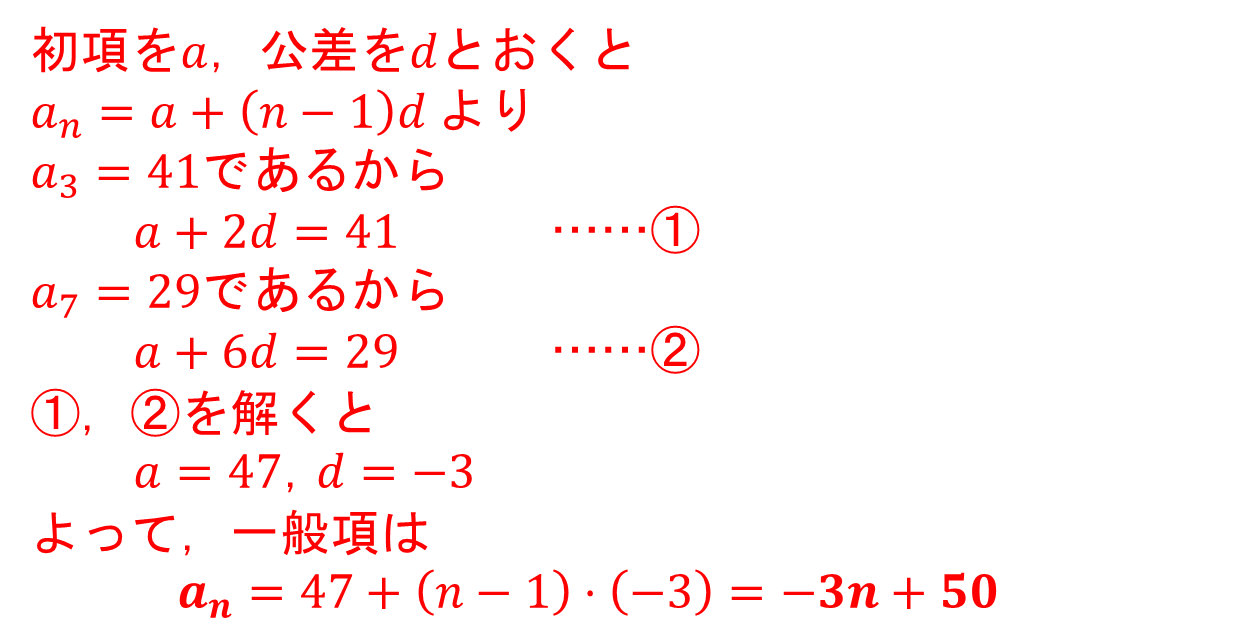 初項を𝑎, 公差を𝑑とおくと
𝑎ₙ = 𝑎 + (𝑛 − 1)𝑑 より
𝑎₃ = 41であるから
𝑎 + 2𝑑 = 41 ……①
𝑎₇ = 29であるから
𝑎 + 6𝑑 = 29 ……②
①, ②を解くと
𝑎 = 47, 𝑑 = −3
よって, 一般項は
𝒂ₙ = 47 + (𝑛 − 1) · (−3) = −𝟑𝒏 + 𝟓𝟎